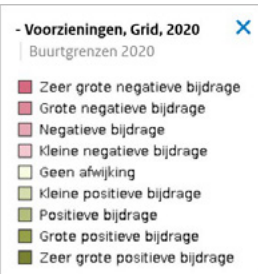 - Voorzieningen, Grid, 2020
Buurtgrenzen 2020
Zeer grote negatieve bijdrage
Grote negatieve bijdrage
Negatieve bijdrage
Kleine negatieve bijdrage
Geen afwijking
Kleine positieve bijdrage
Positieve bijdrage
Grote positieve bijdrage
Zeer grote positieve bijdrage